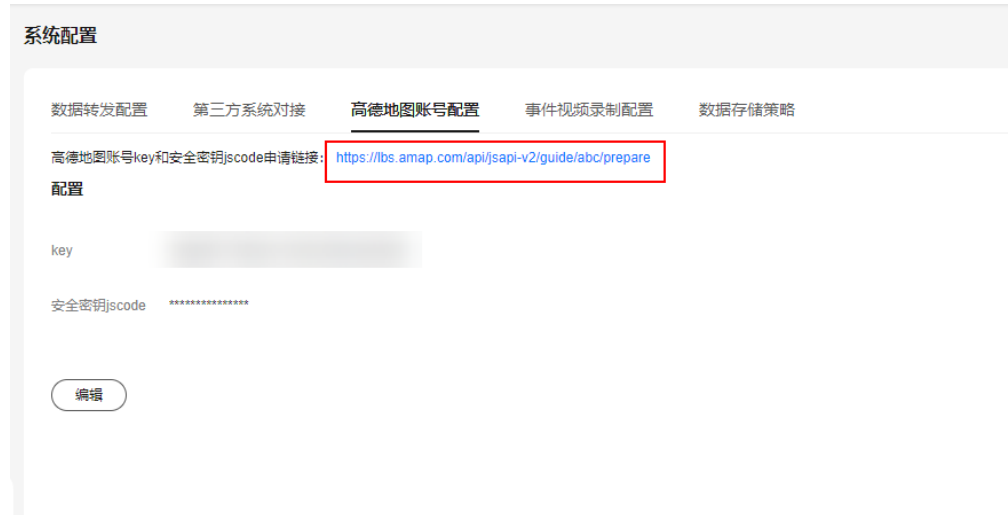 系统配置
数据转发配置 第三方系统对接 高德地图账号配置 事件视频录制配置 数据存储策略
高德地图账号key和安全密钥jscode申请链接: https://lbs.amap.com/api/jsapi-v2/guide/abc/prepare
配置
key
安全密钥jscode ***************
编辑